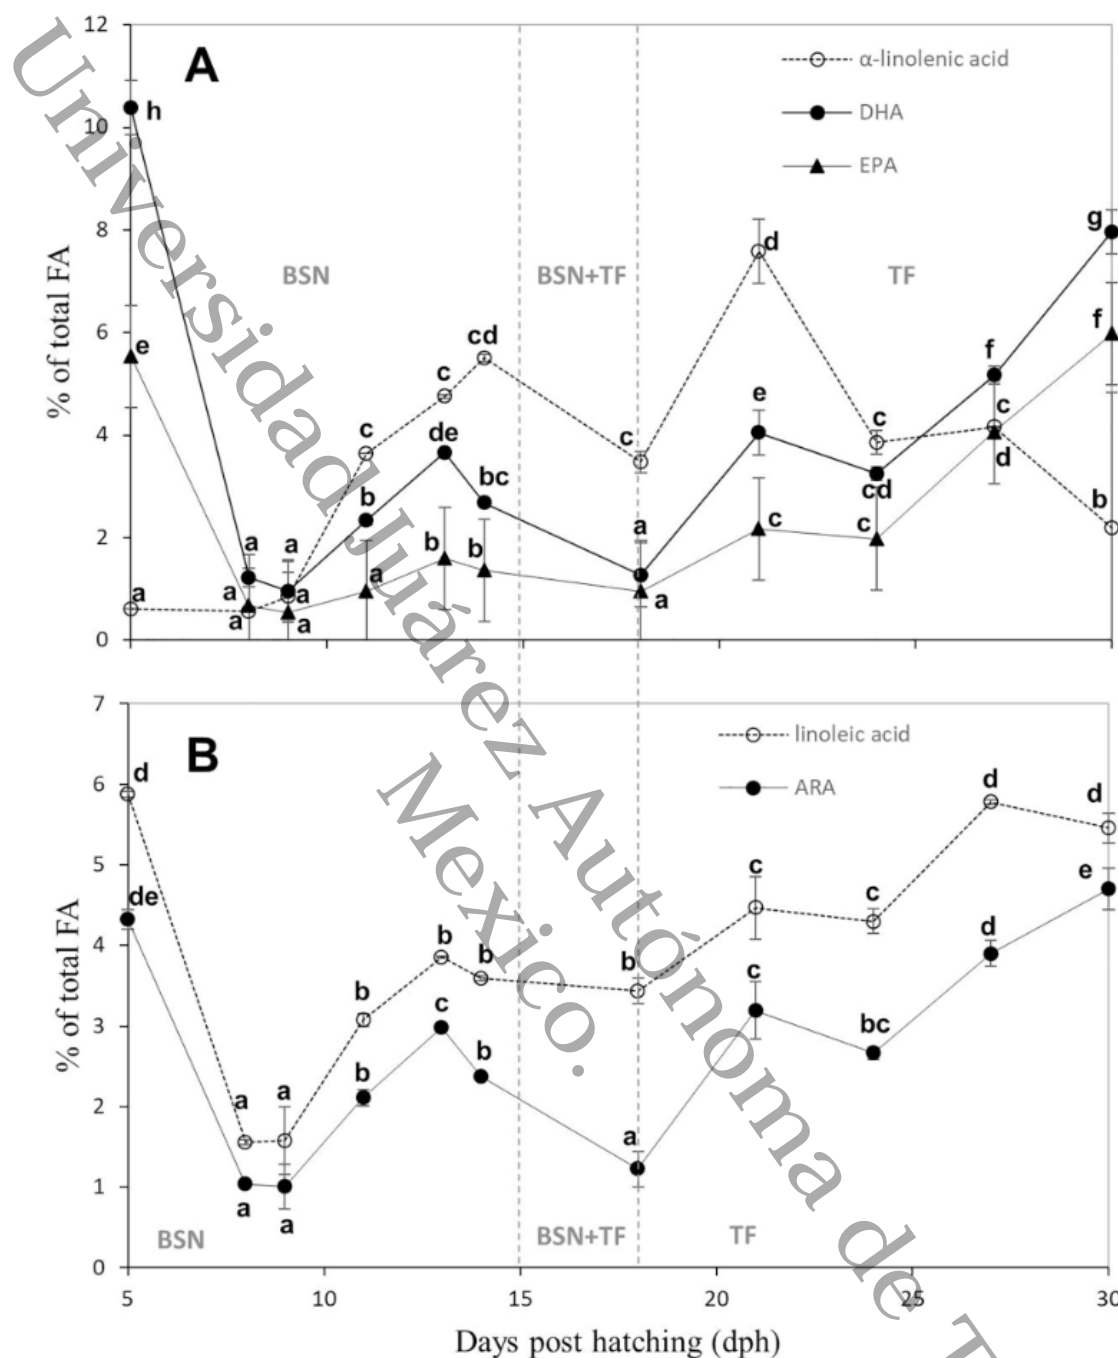 12
A
α-linolenic acid
h
DHA
10
EPA
8
g
d
BSN
BSN+TF
TF
% of total FA
6
cd
f
f
e
c
e
c
c
de
c
4
c
bc
d
b
cd
b
2
a
a
b
b
c
c
a
a
a
a
a
a
a
a
0
7
B
linoleic acid
d
d
d
6
ARA
5
de
c
c
e
% of total FA
4
b
b
b
d
c
c
3
b
bc
b
b
2
a
a
a
1
a
a
BSN
BSN+TF
TF
0
5
10
15
20
25
30
Days post hatching (dph)
Universidad Juárez Autónoma de T
Mexico.